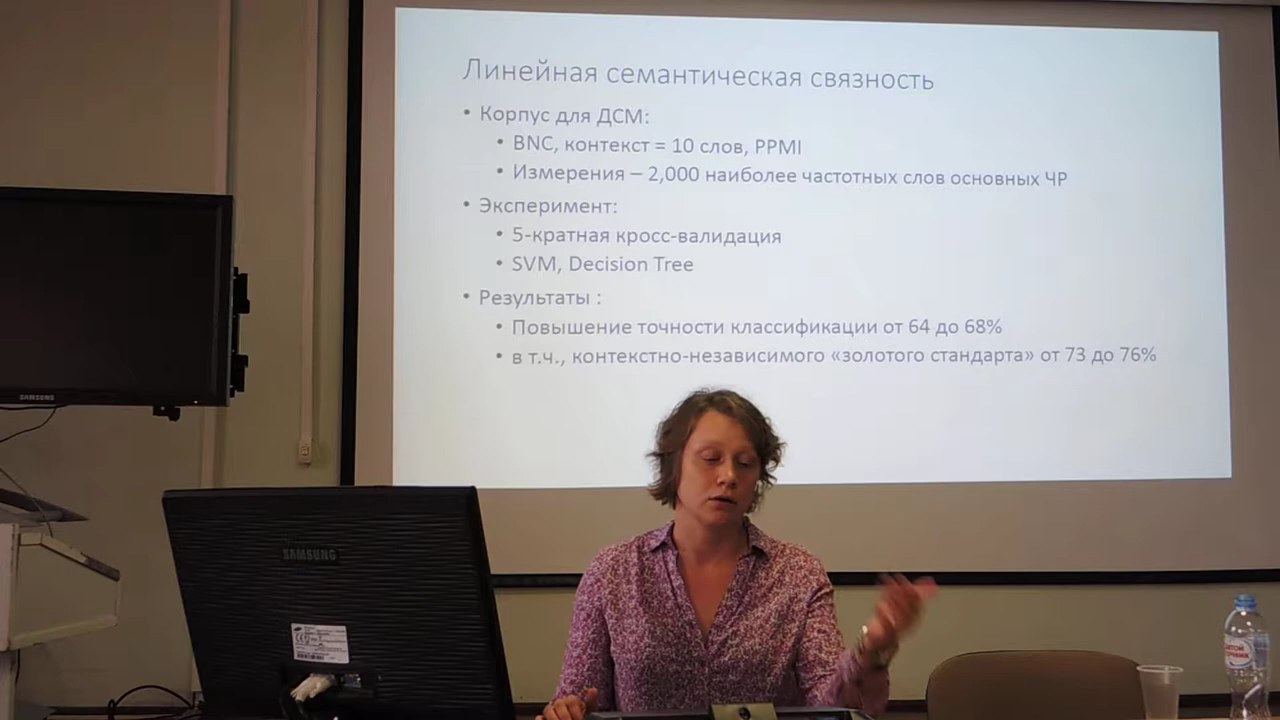 Линейная семантическая связность
• Корпус для ДСМ:
• BNC, контекст = 10 слов, PPMI
• Измерения – 2,000 наиболее частотных слов основных ЧР
• Эксперимент:
• 5-кратная кросс-валидация
• SVM, Decision Tree
• Результаты :
• Повышение точности классификации от 64 до 68%
• в т.ч., контекстно-независимого «золотого стандарта» от 73 до 76%
SAMSUNG
SAMSUNG